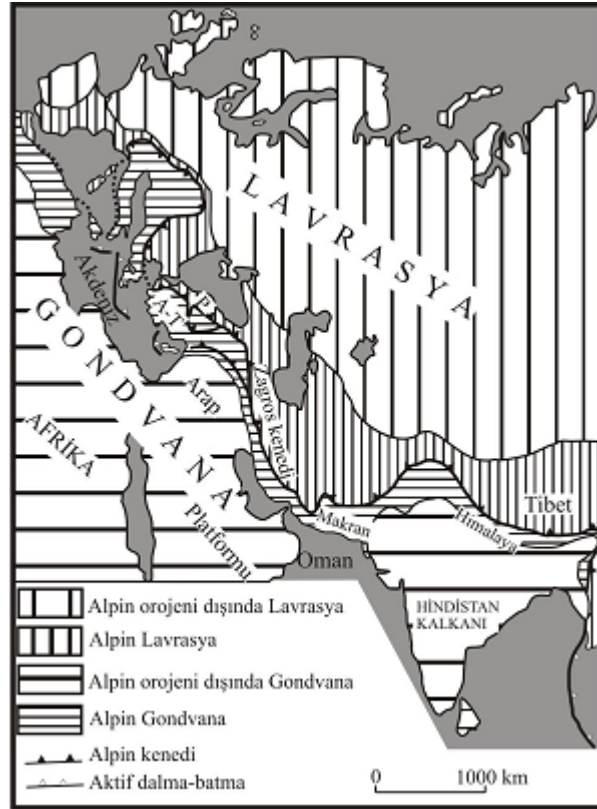 LAVRASYA
Akdeniz
P
A-T
GONDVANA
Zagros kenedi
Arap
Platformu
AFRİKA
Tibet
Makran
Himalaya
Oman
HİNDİSTAN
KALKANI
Alpin orojeni dışında Lavrasya
Alpin Lavrasya
Alpin orojeni dışında Gondvana
Alpin Gondvana
Alpin kenedi
Aktif dalma-batma
0 1000 km